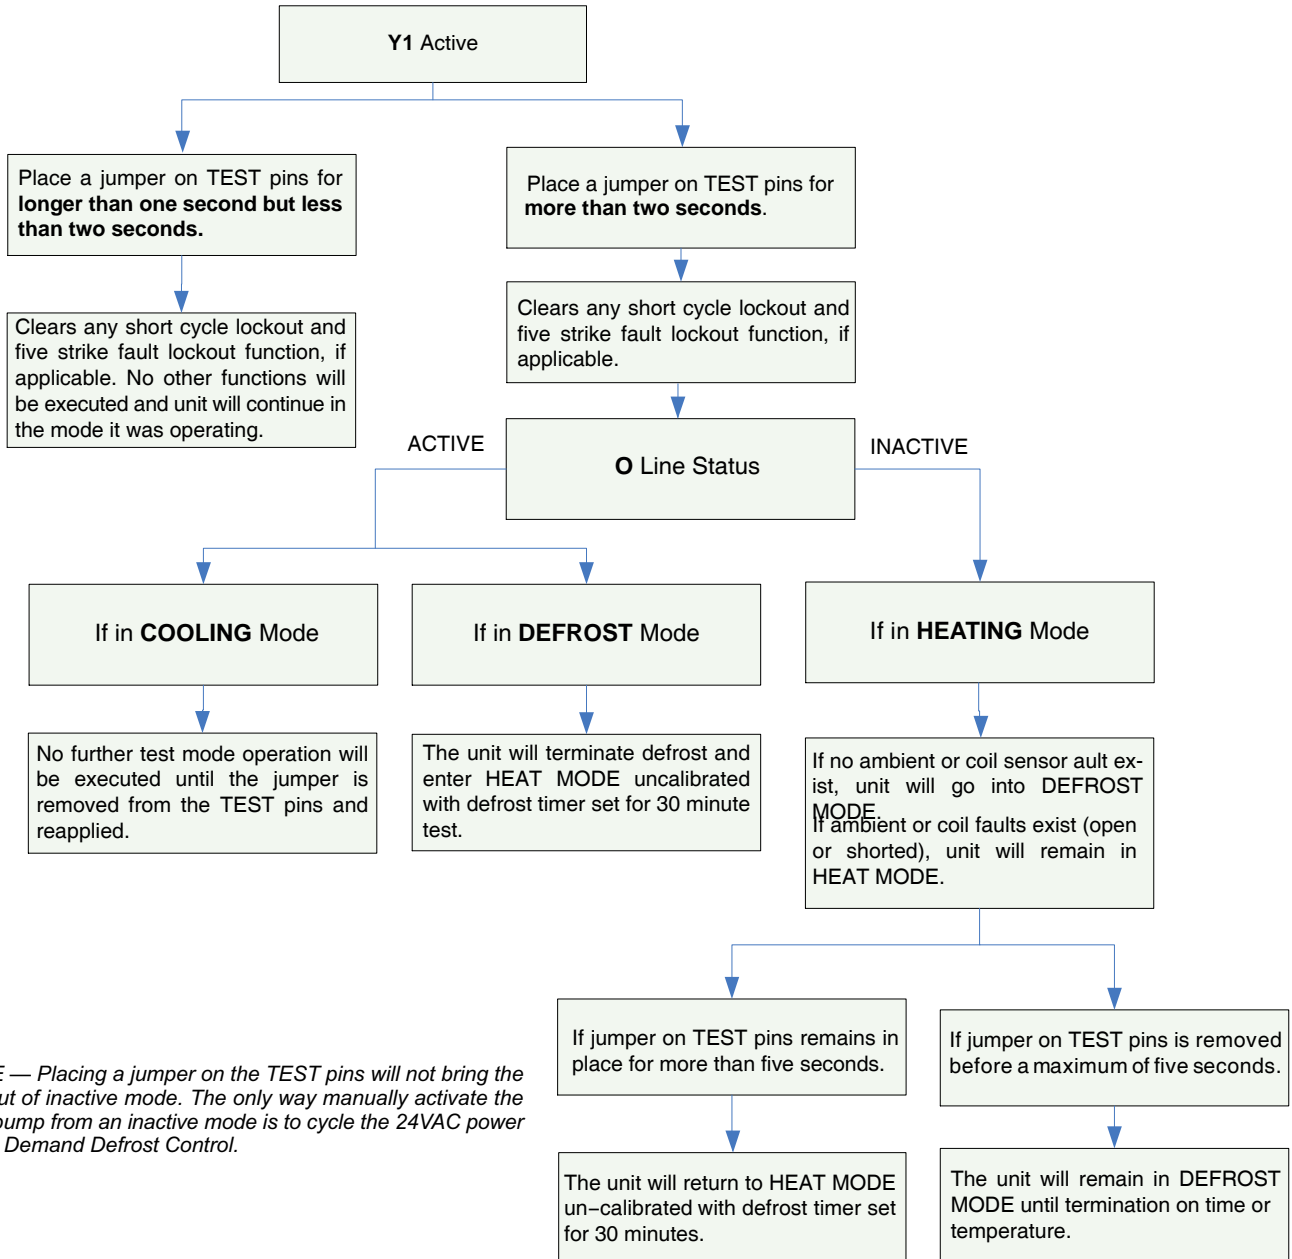 Y1 Active
Place a jumper on TEST pins for
longer than one second but less
than two seconds.
Place a jumper on TEST pins for
more than two seconds.
Clears any short cycle lockout and
five strike fault lockout function, if
applicable. No other functions will
be executed and unit will continue in
the mode it was operating.
Clears any short cycle lockout and
five strike fault lockout function, if
applicable.
ACTIVE
O Line Status
INACTIVE
If in COOLING Mode
If in DEFROST Mode
If in HEATING Mode
No further test mode operation will
be executed until the jumper is
removed from the TEST pins and
reapplied.
The unit will terminate defrost and
enter HEAT MODE uncalibrated
with defrost timer set for 30 minute
test.
If no ambient or coil sensor ault ex-
ist, unit will go into DEFROST
MODE.
If ambient or coil faults exist (open
or shorted), unit will remain in
HEAT MODE.
If jumper on TEST pins remains in
place for more than five seconds.
If jumper on TEST pins is removed
before a maximum of five seconds.
E — Placing a jumper on the TEST pins will not bring the
ut of inactive mode. The only way manually activate the
pump from an inactive mode is to cycle the 24VAC power
Demand Defrost Control.
The unit will return to HEAT MODE
un−calibrated with defrost timer set
for 30 minutes.
The unit will remain in DEFROST
MODE until termination on time or
temperature.